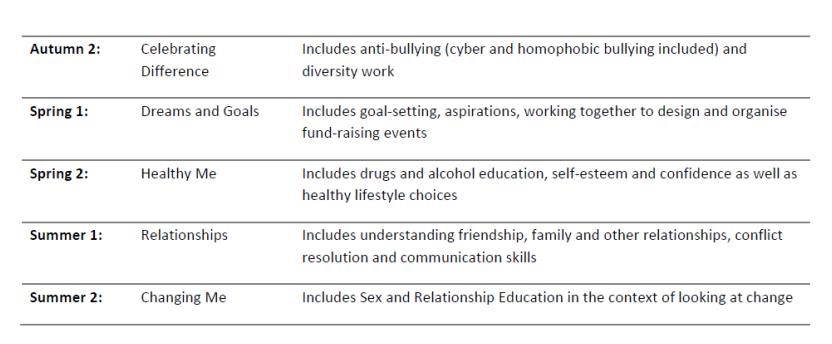 Autumn 2: Celebrating Includes anti-bullying (cyber and homophobic bullying included) and
Difference diversity work
Spring 1: Dreams and Goals Includes goal-setting, aspirations, working together to design and organise
fund-raising events
Spring 2: Healthy Me Includes drugs and alcohol education, self-esteem and confidence as well as
healthy lifestyle choices
Summer 1: Relationships Includes understanding friendship, family and other relationships, conflict
resolution and communication skills
Summer 2: Changing Me Includes Sex and Relationship Education in the context of looking at change